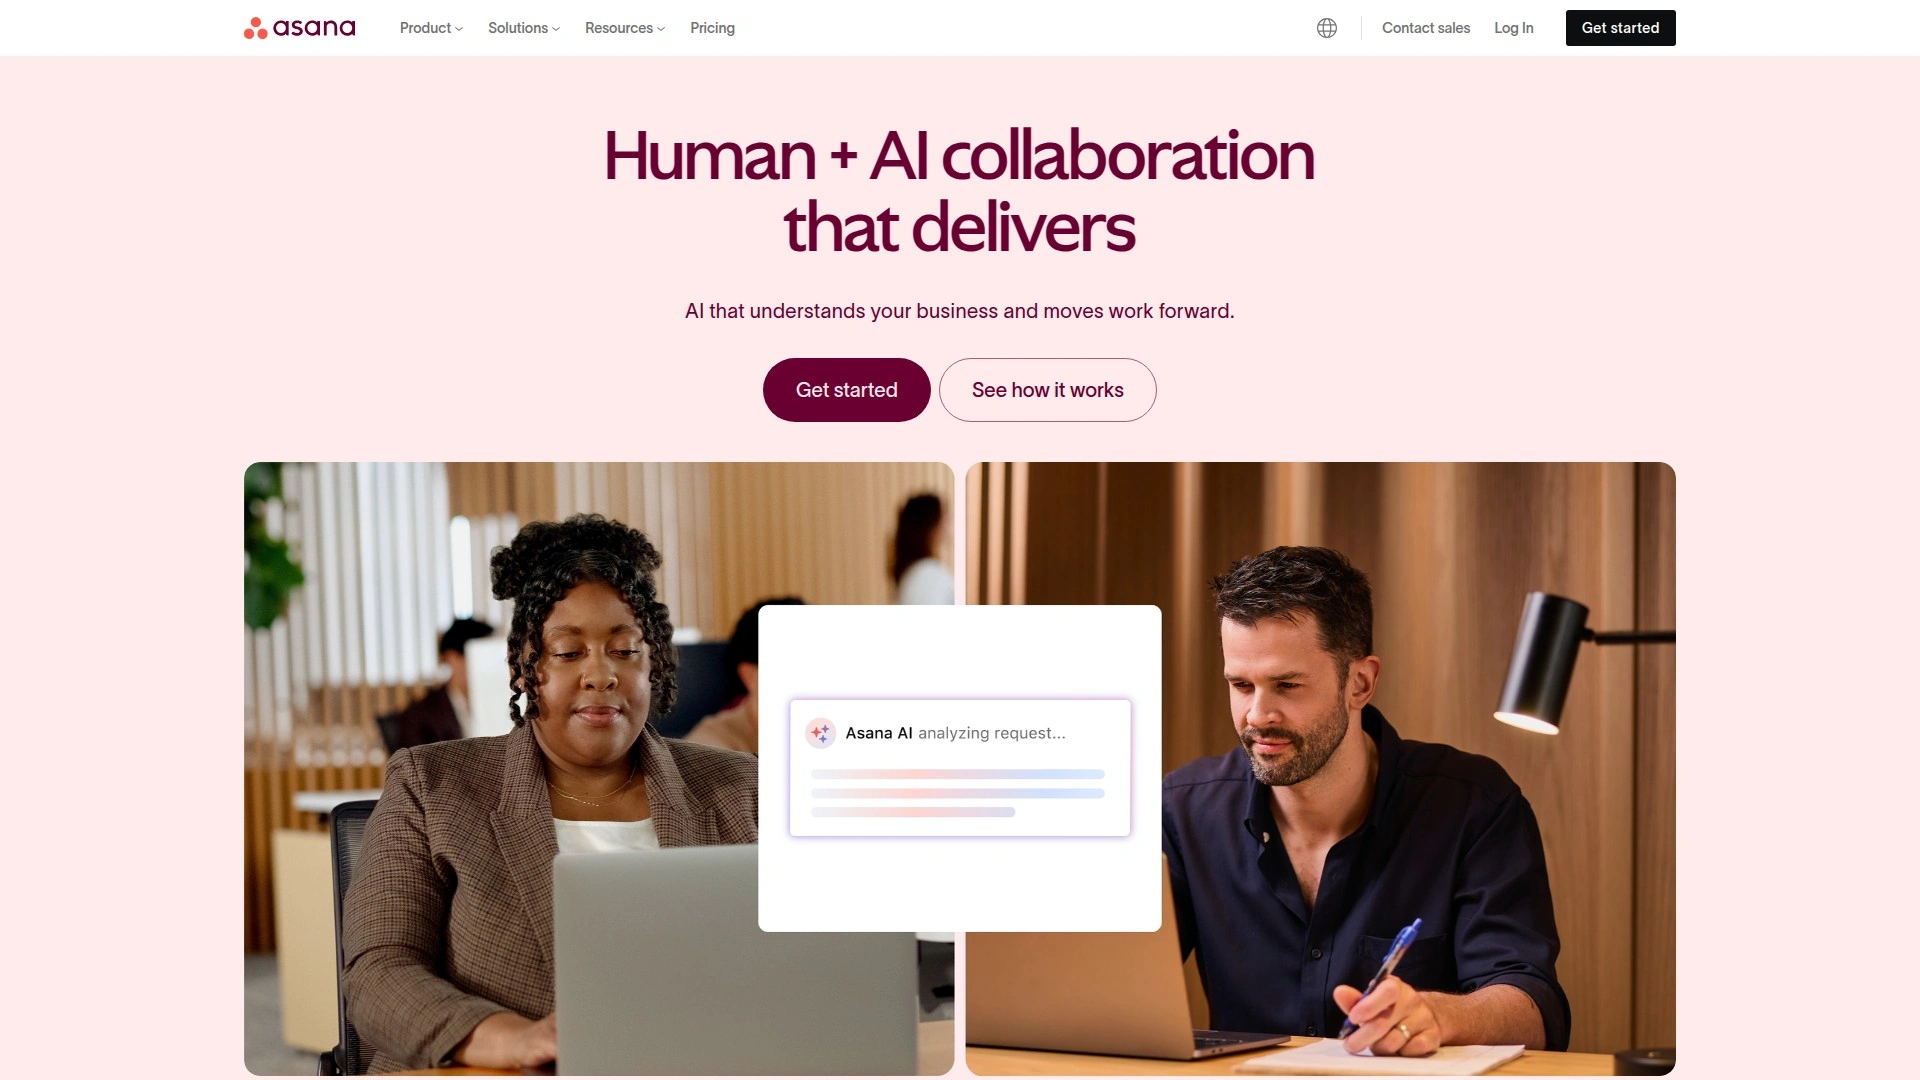 asana
Product
Solutions
Resources
Pricing
Contact sales
Log In
Get started
Human + AI collaboration
that delivers
AI that understands your business and moves work forward.
Get started
See how it works
Asana AI analyzing request...